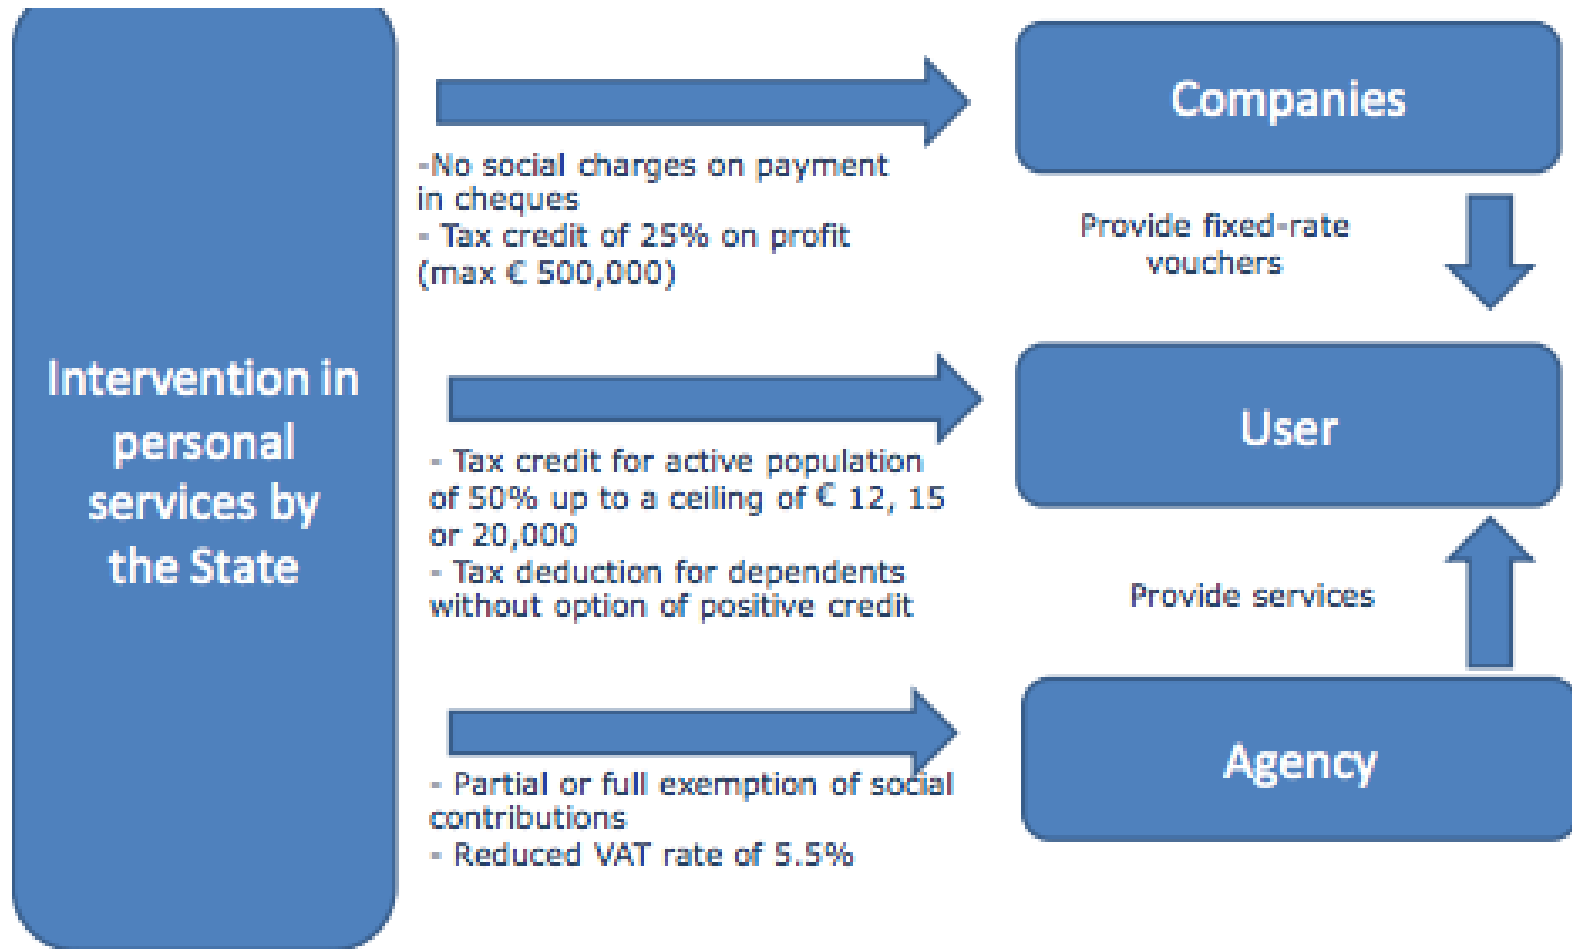 Intervention in
personal
services by
the State
-No social charges on payment
in cheques
- Tax credit of 25% on profit
(max € 500,000)
- Tax credit for active population
of 50% up to a ceiling of € 12, 15
or 20,000
- Tax deduction for dependents
without option of positive credit
- Partial or full exemption of social
contributions
- Reduced VAT rate of 5.5%
Companies
Provide fixed-rate
vouchers
User
Provide services
Agency